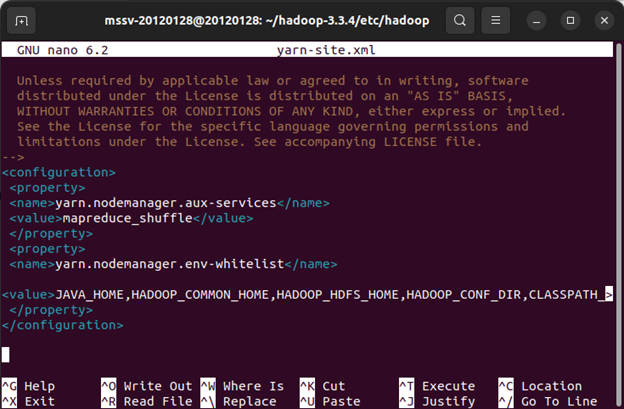 mssv-20120128@20120128: ~/hadoop-3.3.4/etc/hadoop
GNU nano 6.2 yarn-site.xml
Unless required by applicable law or agreed to in writing, software
distributed under the License is distributed on an "AS IS" BASIS,
WITHOUT WARRANTIES OR CONDITIONS OF ANY KIND, either express or implied.
See the License for the specific language governing permissions and
limitations under the License. See accompanying LICENSE file.
-->
<configuration>
<property>
<name>yarn.nodemanager.aux-services</name>
<value>mapreduce_shuffle</value>
</property>
<property>
<name>yarn.nodemanager.env-whitelist</name>
<value>JAVA_HOME,HADOOP_COMMON_HOME,HADOOP_HDFS_HOME,HADOOP_CONF_DIR,CLASSPATH_>
</property>
</configuration>
^G Help ^O Write Out ^W Where Is ^K Cut ^T Execute ^C Location
^X Exit ^R Read File ^\ Replace ^U Paste ^J Justify ^/ Go To Line